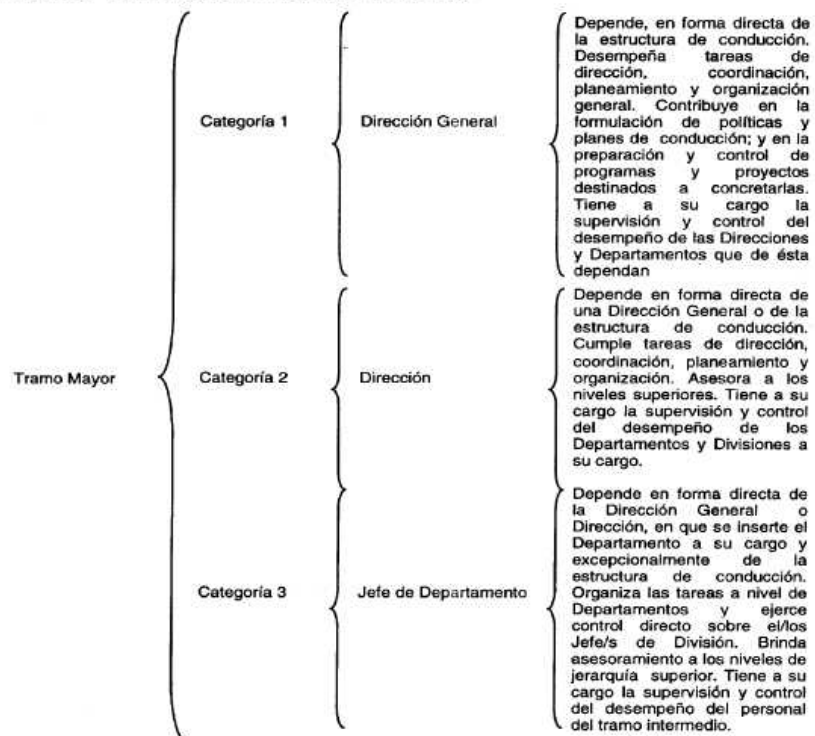 Tramo Mayor
Categoría 1
Dirección General
Depende, en forma directa de
la estructura de conducción.
Desempeña tareas de
dirección, coordinación,
planeamiento y organización
general. Contribuye en la
formulación de políticas y
planes de conducción; y en la
preparación y control de
programas y proyectos
destinados a concretarlas.
Tiene a su cargo la
supervisión y control del
desempeño de las Direcciones
y Departamentos que de ésta
dependan
Categoría 2
Dirección
Depende en forma directa de
una Dirección General o de la
estructura de conducción.
Cumple tareas de dirección,
coordinación, planeamiento y
organización. Asesora a los
niveles superiores. Tiene a su
cargo la supervisión y control
del desempeño de los
Departamentos y Divisiones a
su cargo.
Categoría 3
Jefe de Departamento
Depende en forma directa de
la Dirección General o
Dirección, en que se inserte el
Departamento a su cargo y
excepcionalmente de la
estructura de conducción.
Organiza las tareas a nivel de
Departamentos y ejerce
control directo sobre el/los
Jefe/s de División. Brinda
asesoramiento a los niveles de
jerarquía superior. Tiene a su
cargo la supervisión y control
del desempeño del personal
del tramo intermedio.